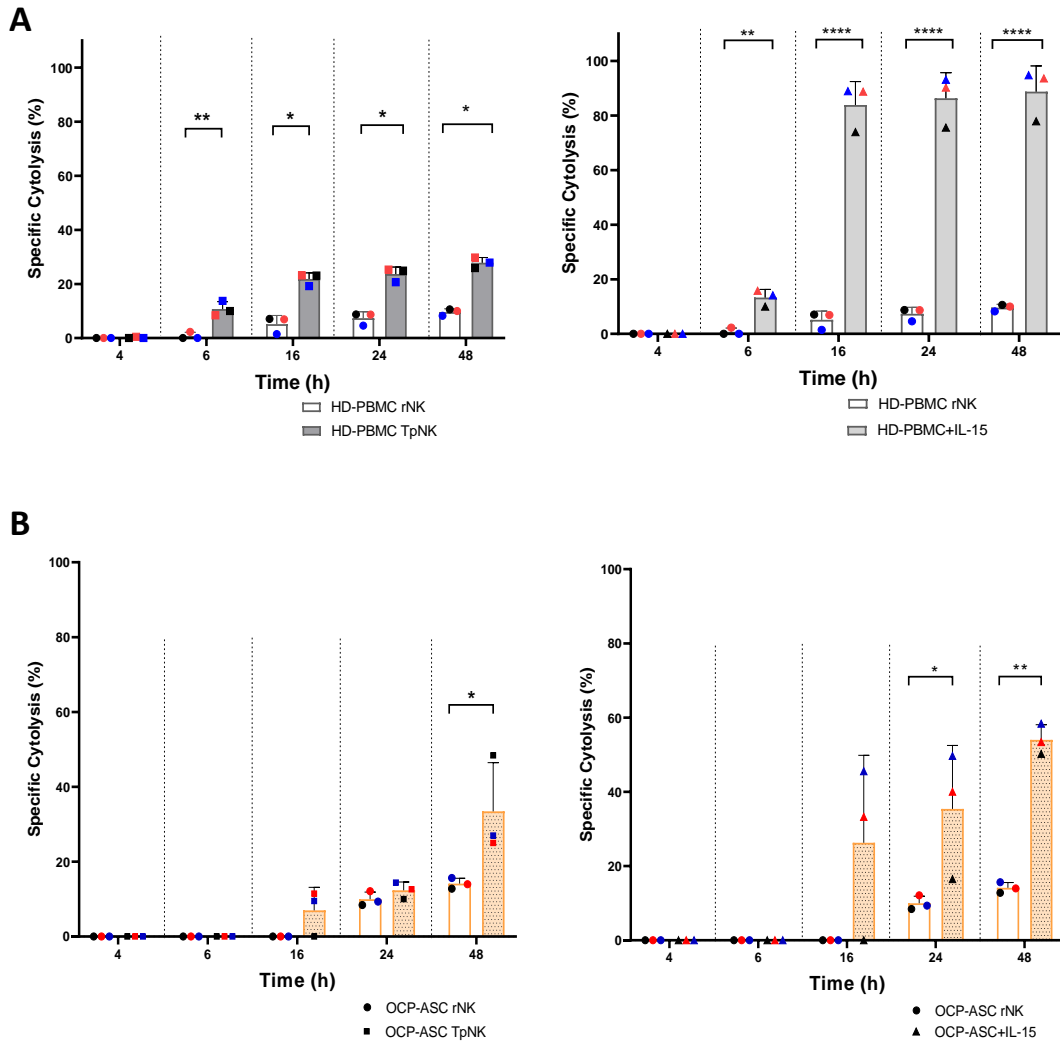 A
Specific Cytolysis (%)
100
80
60
40
20
0
** * * *
4 6 16 24 48
Time (h)
HD-PBMC rNK
HD-PBMC TpNK
Specific Cytolysis (%)
100
80
60
40
20
0
** **** **** ****
4 6 16 24 48
Time (h)
HD-PBMC rNK
HD-PBMC+IL-15
B
Specific Cytolysis (%)
100
80
60
40
20
0
*
4 6 16 24 48
Time (h)
OCP-ASC rNK
OCP-ASC TpNK
Specific Cytolysis (%)
100
80
60
40
20
0
* **
4 6 16 24 48
Time (h)
OCP-ASC rNK
OCP-ASC+IL-15